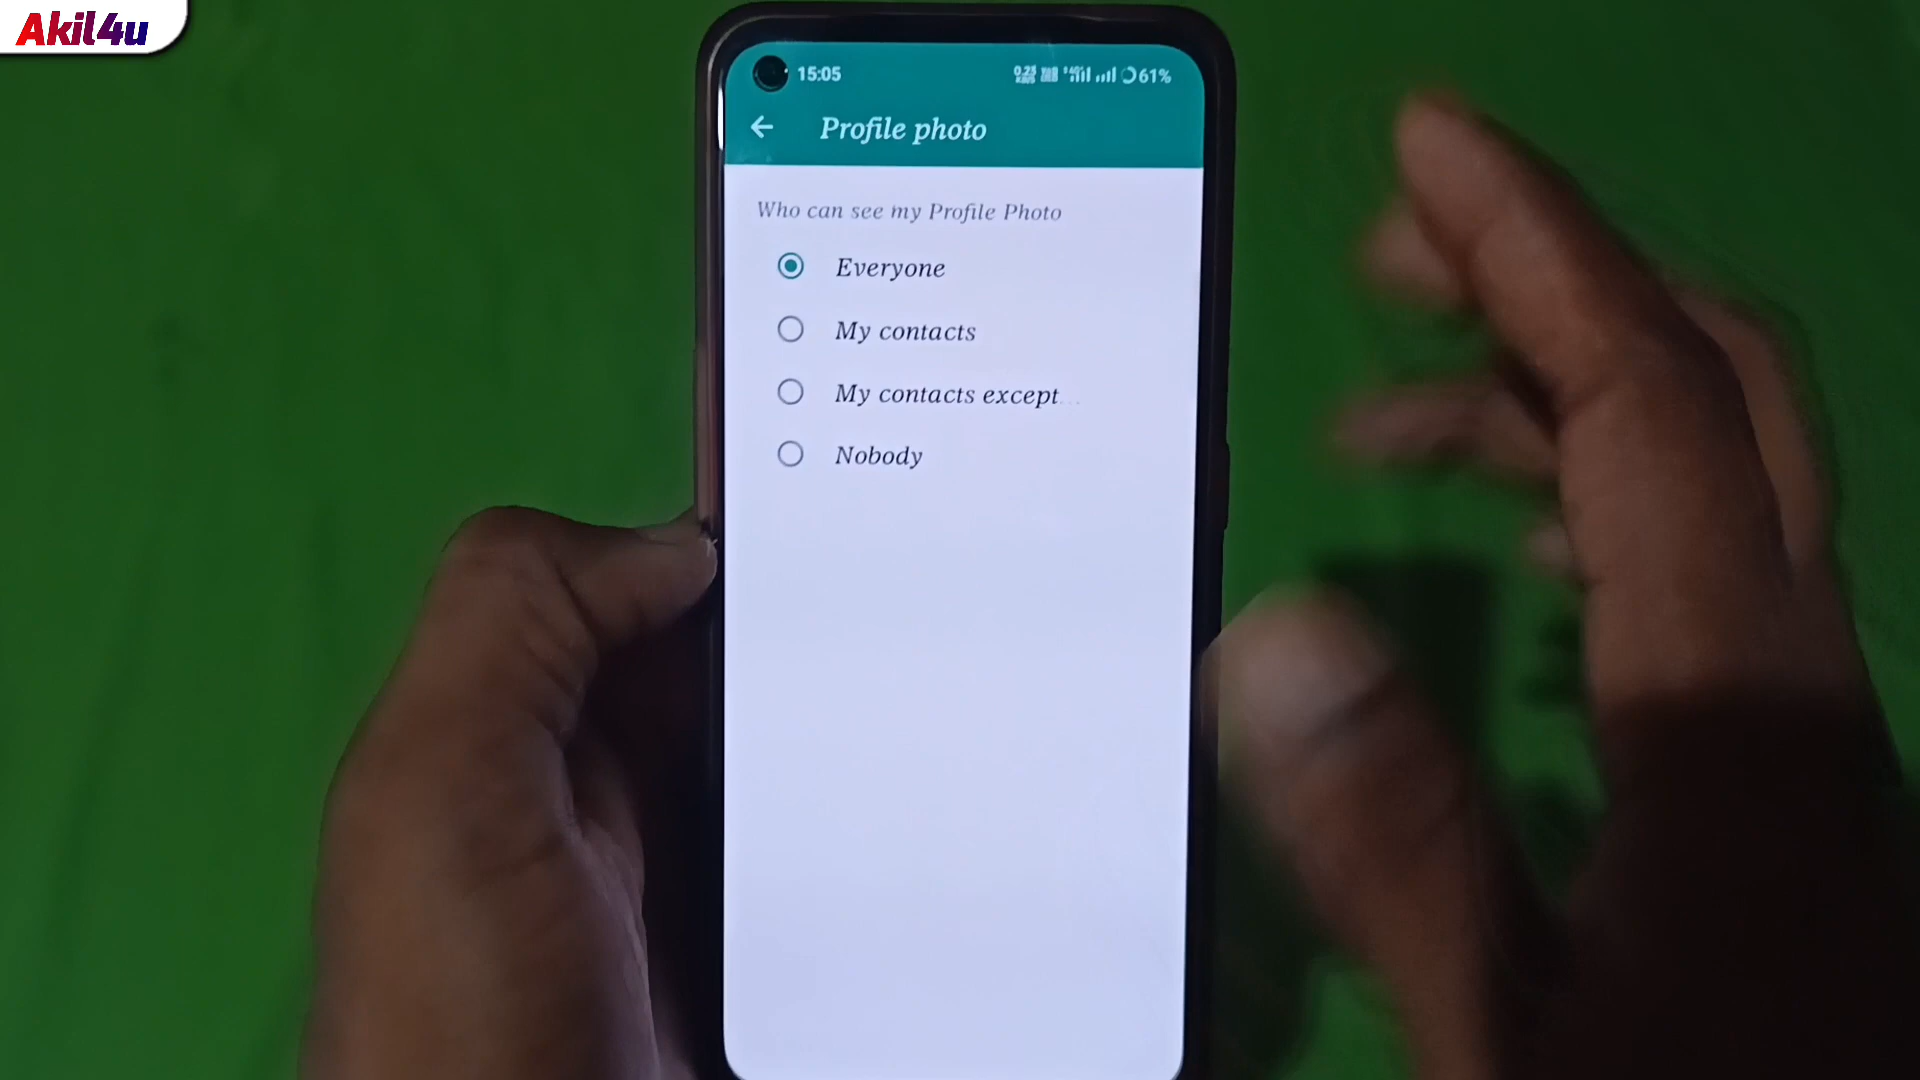 Akil4u
15:05
61%
Profile photo
Who can see my Profile Photo
Everyone
My contacts
My contacts except...
Nobody